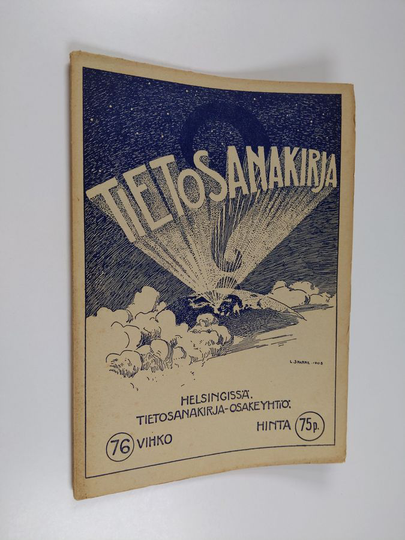 TIETOSANAKIRJA
HELSINGISSÄ.
TIETOSANAKIRJA-OSAKEYHTIÖ.
76 VIHKO
HINTA 75p.